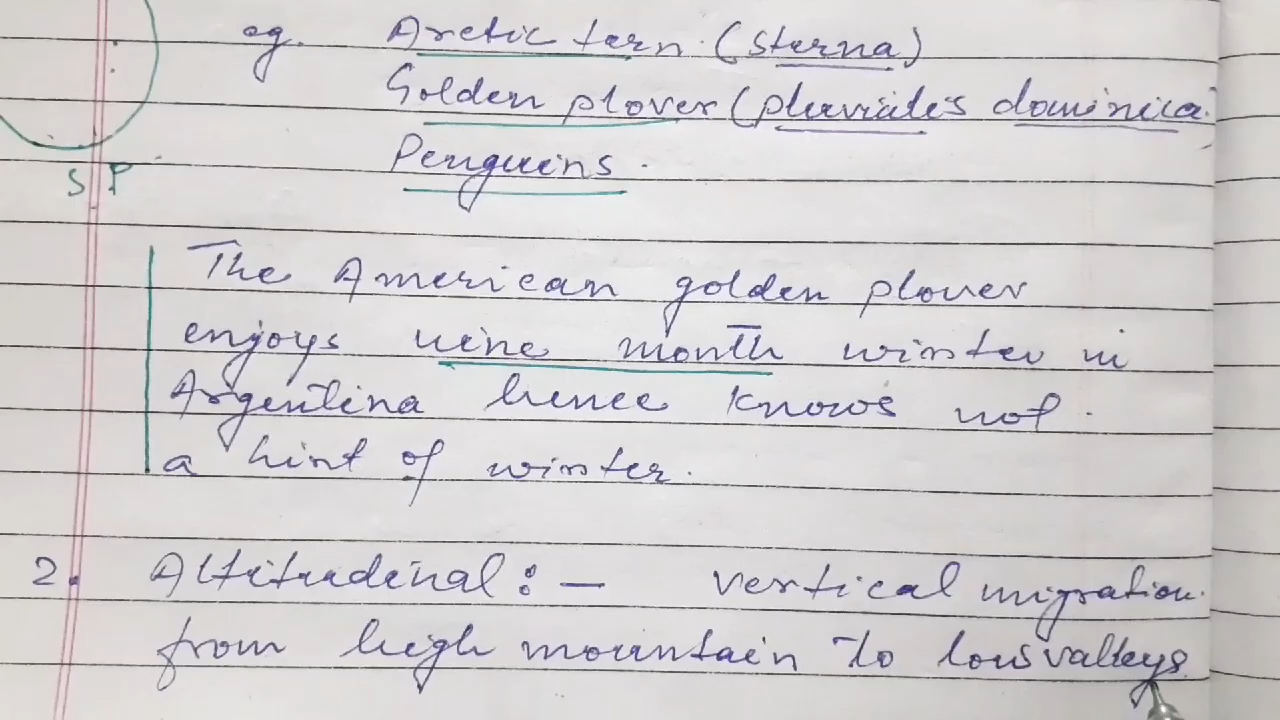 eg. Arctic tern (Sterna)
Golden plover (pluvialis dominica)
Penguins.
S P
The American golden plover
enjoys nine month winter in
Argentina hence knows not
a hint of winter.
2. Altitudinal : — vertical migration
from high mountain to low valleys